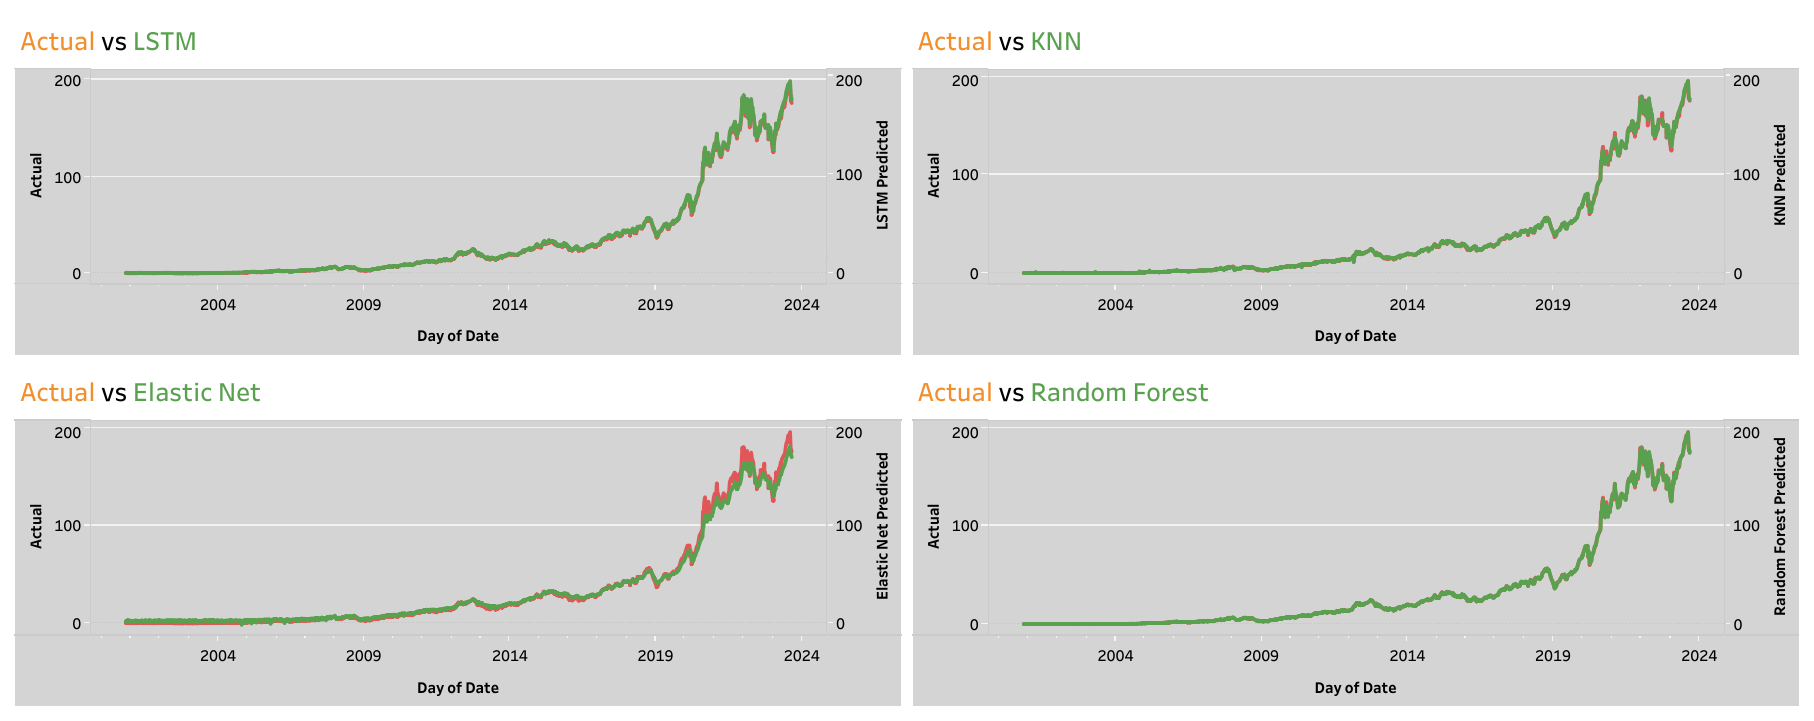 Actual vs LSTM
200
100
0
Actual
200
100
0
LSTM Predicted
2004 2009 2014 2019 2024
Day of Date
Actual vs KNN
200
100
0
Actual
200
100
0
KNN Predicted
2004 2009 2014 2019 2024
Day of Date
Actual vs Elastic Net
200
100
0
Actual
200
100
0
Elastic Net Predicted
2004 2009 2014 2019 2024
Day of Date
Actual vs Random Forest
200
100
0
Actual
200
100
0
Random Forest Predicted
2004 2009 2014 2019 2024
Day of Date